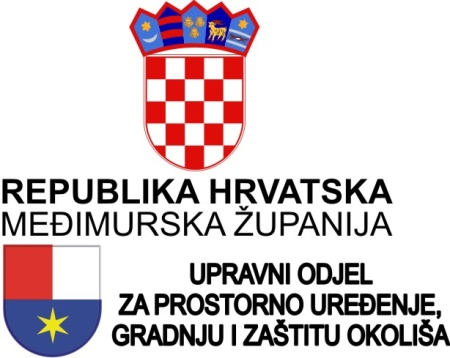 REPUBLIKA HRVATSKA
MEĐIMURSKA ŽUPANIJA
UPRAVNI ODJEL
ZA PROSTORNO UREĐENJE,
GRADNJU I ZAŠTITU OKOLIŠA